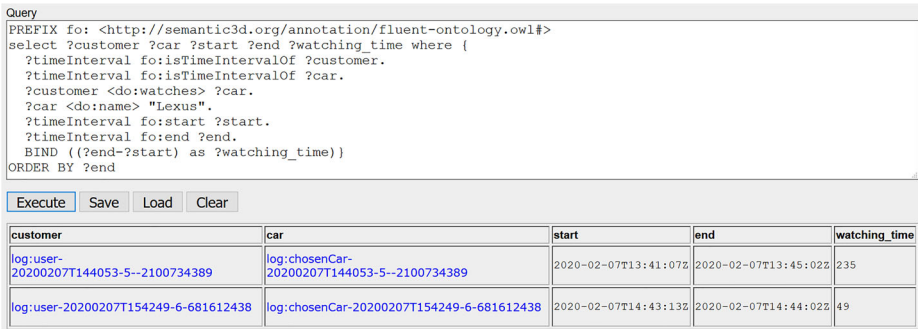 Query
PREFIX fo: <http://semantic3d.org/annotation/fluent-ontology.owl#>
select ?customer ?car ?start ?end ?watching_time where {
?timeInterval fo:isTimeIntervalOf ?customer.
?timeInterval fo:isTimeIntervalOf ?car.
?customer <do:watches> ?car.
?car <do:name> "Lexus".
?timeInterval fo:start ?start.
?timeInterval fo:end ?end.
BIND ((?end-?start) as ?watching_time)}
ORDER BY ?end
Execute Save Load Clear
customer car start end watching_time
log:user- log:chosenCar-
20200207T144053-5--2100734389 20200207T144053-5--2100734389 2020-02-07T13:41:07Z 2020-02-07T13:45:02Z 235
log:user-20200207T154249-6-681612438 log:chosenCar-20200207T154249-6-681612438 2020-02-07T14:43:13Z 2020-02-07T14:44:02Z 49